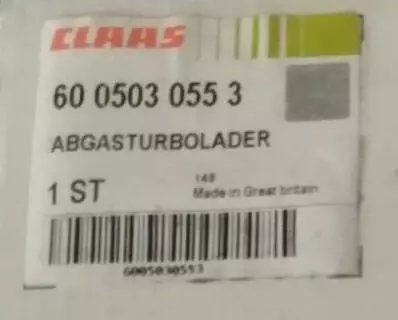 CLAAS
60 0503 055 3
ABGASTURBOLADER
1 ST
148
Made in Great britain
6005030553